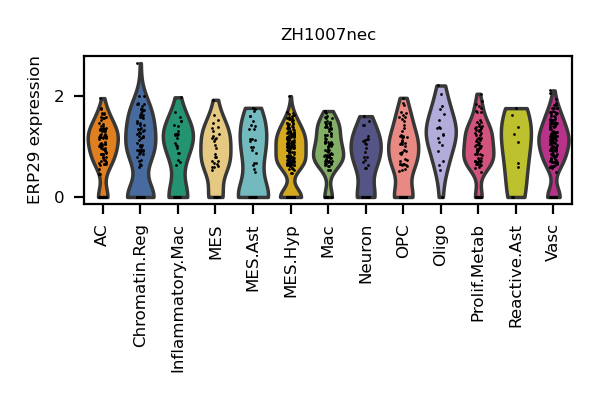 ZH1007nec
ERP29 expression
2
0
AC
Chromatin.Reg
Inflammatory.Mac
MES
MES.Ast
MES.Hyp
Mac
Neuron
OPC
Oligo
Prolif.Metab
Reactive.Ast
Vasc